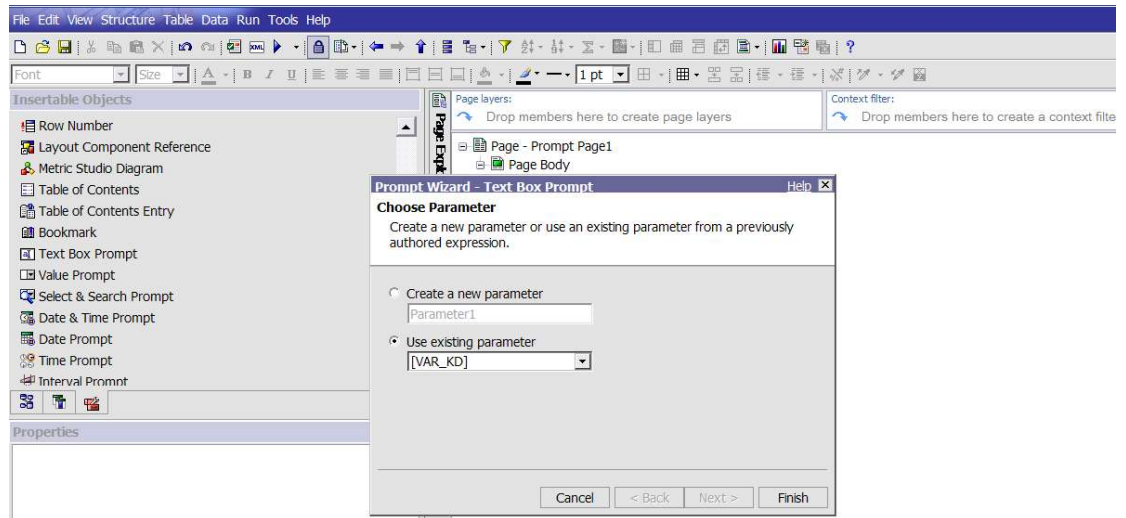 File Edit View Structure Table Data Run Tools Help
Font Size 1 pt
Insertable Objects
Row Number
Layout Component Reference
Metric Studio Diagram
Table of Contents
Table of Contents Entry
Bookmark
Text Box Prompt
Value Prompt
Select & Search Prompt
Date & Time Prompt
Date Prompt
Time Prompt
Interval Prompt
Properties
Page Expl
Page layers:
Drop members here to create page layers
Context filter:
Drop members here to create a context filte
Page - Prompt Page1
Page Body
Prompt Wizard - Text Box Prompt Help
Choose Parameter
Create a new parameter or use an existing parameter from a previously
authored expression.
Create a new parameter
Parameter1
Use existing parameter
[VAR_KD]
Cancel < Back Next > Finish